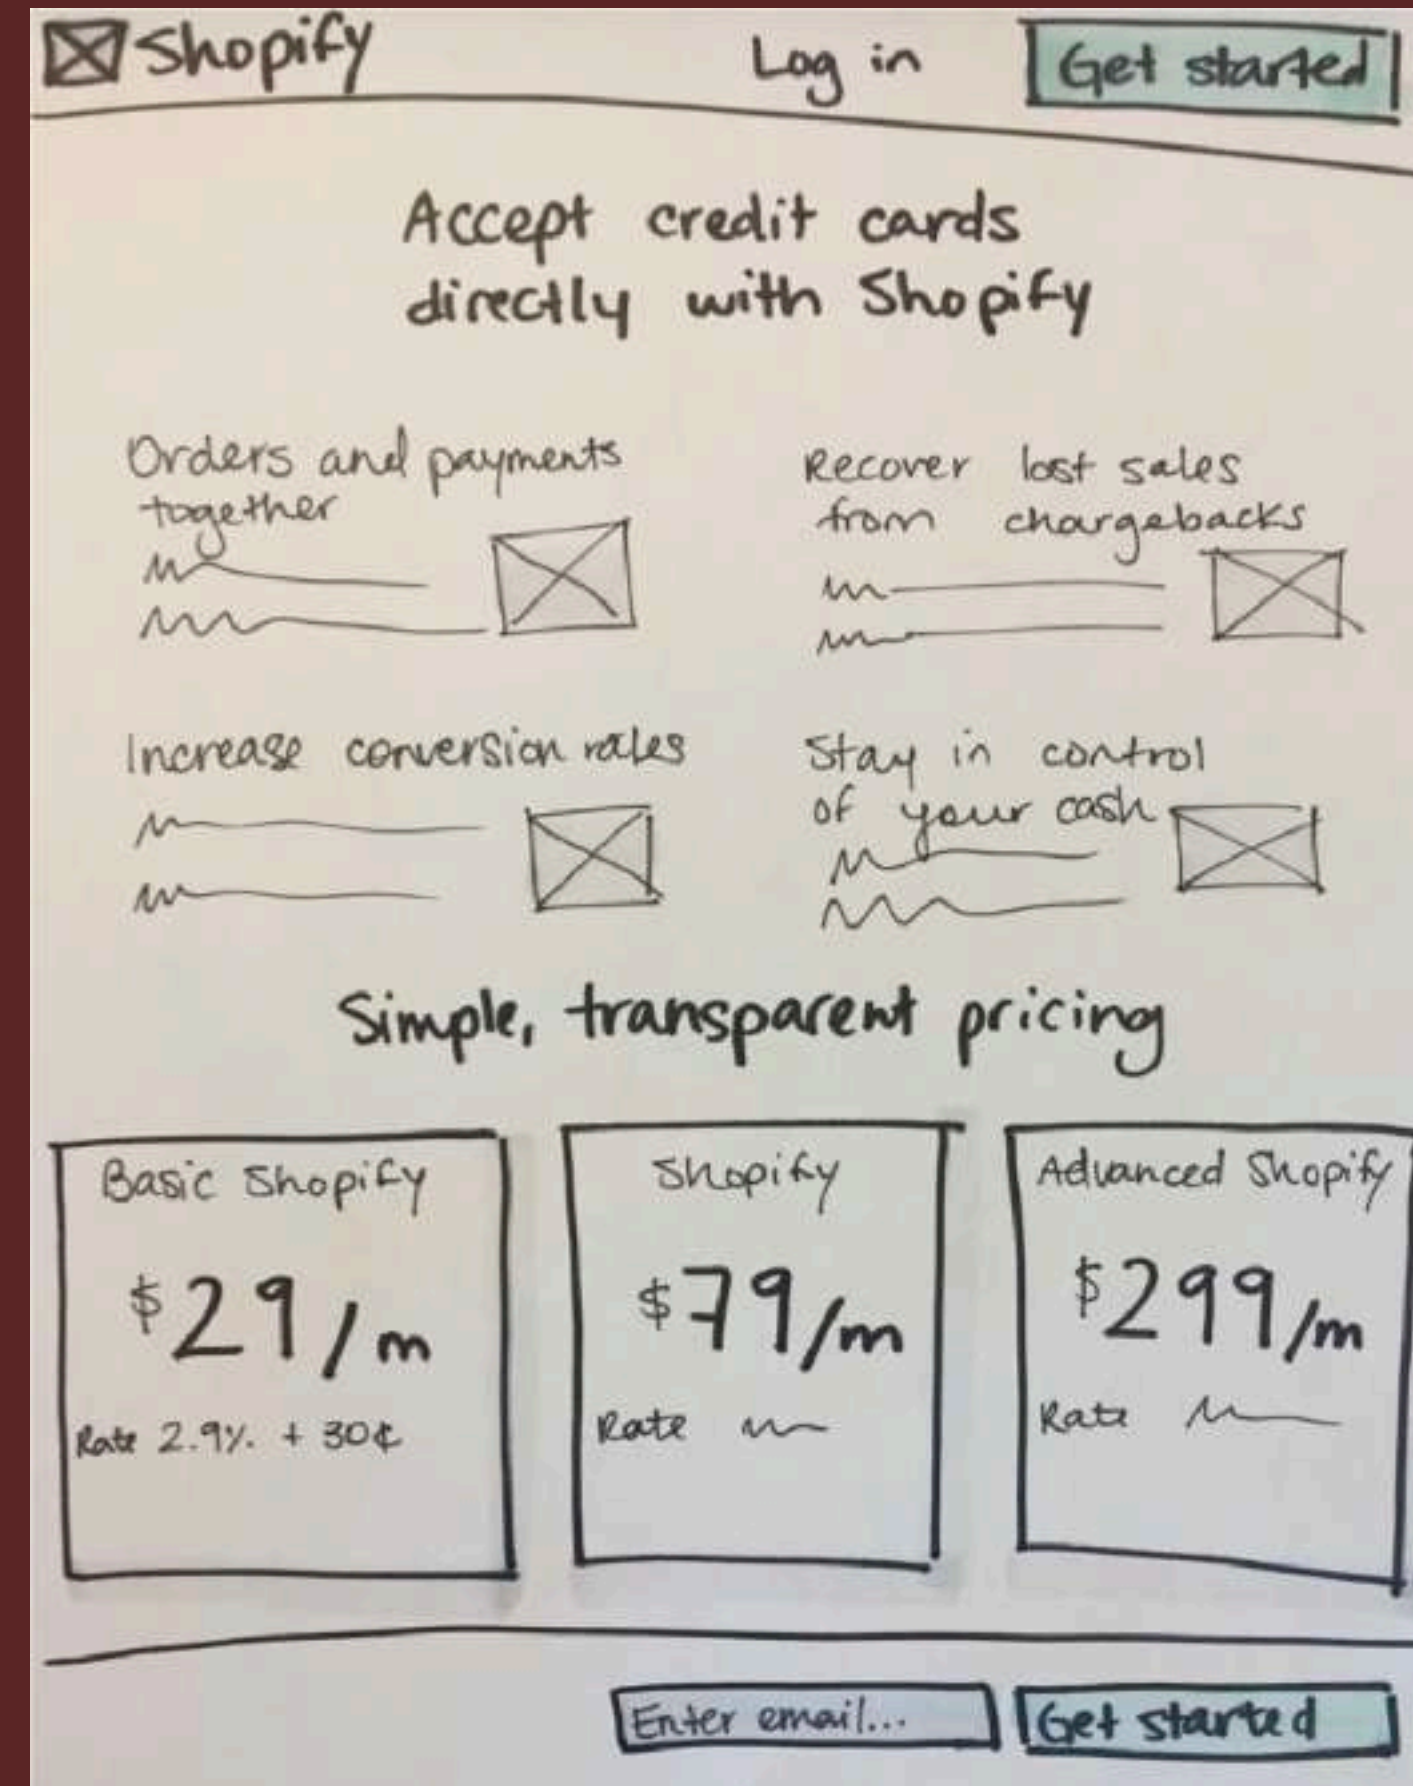 Shopify
Log in
Get started
Accept credit cards
directly with Shopify
Orders and payments
together
Recover lost sales
from chargebacks
Increase conversion rates
Stay in control
of your cash
Simple, transparent pricing
Basic Shopify
$29/m
Rate 2.9% + 30¢
Shopify
$79/m
Rate
Advanced Shopify
$299/m
Rate
Enter email...
Get started